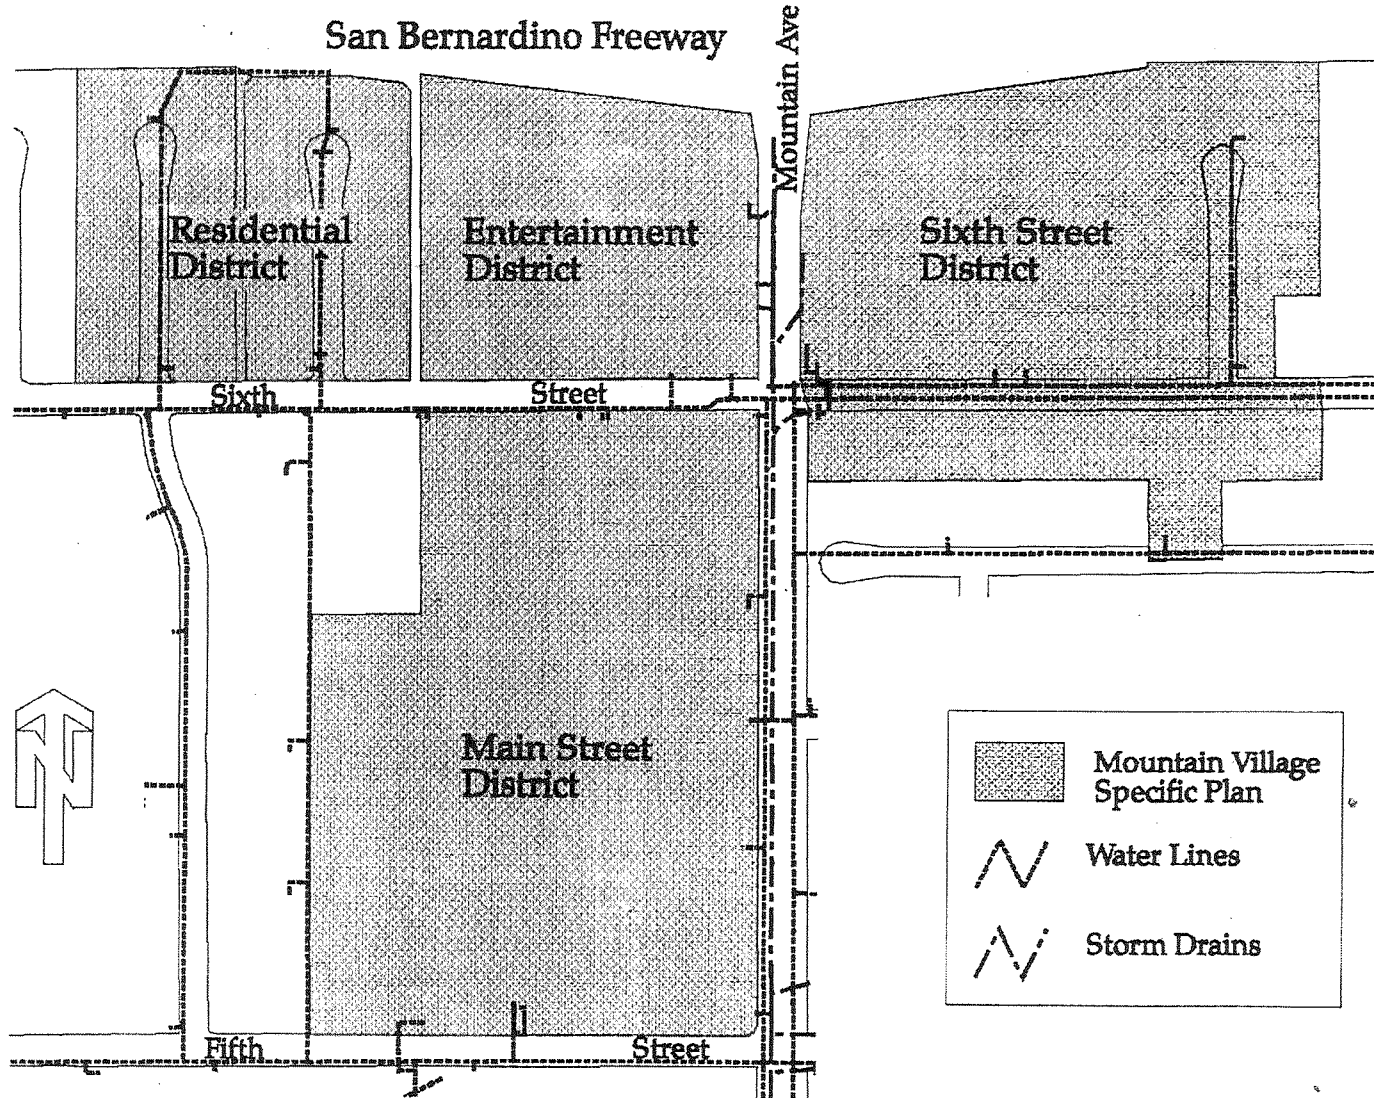 San Bernardino Freeway
Mountain Ave
Residential
District
Entertainment
District
Sixth Street
District
Sixth Street
Main Street
District
N
Mountain Village
Specific Plan
Water Lines
Storm Drains
Fifth Street